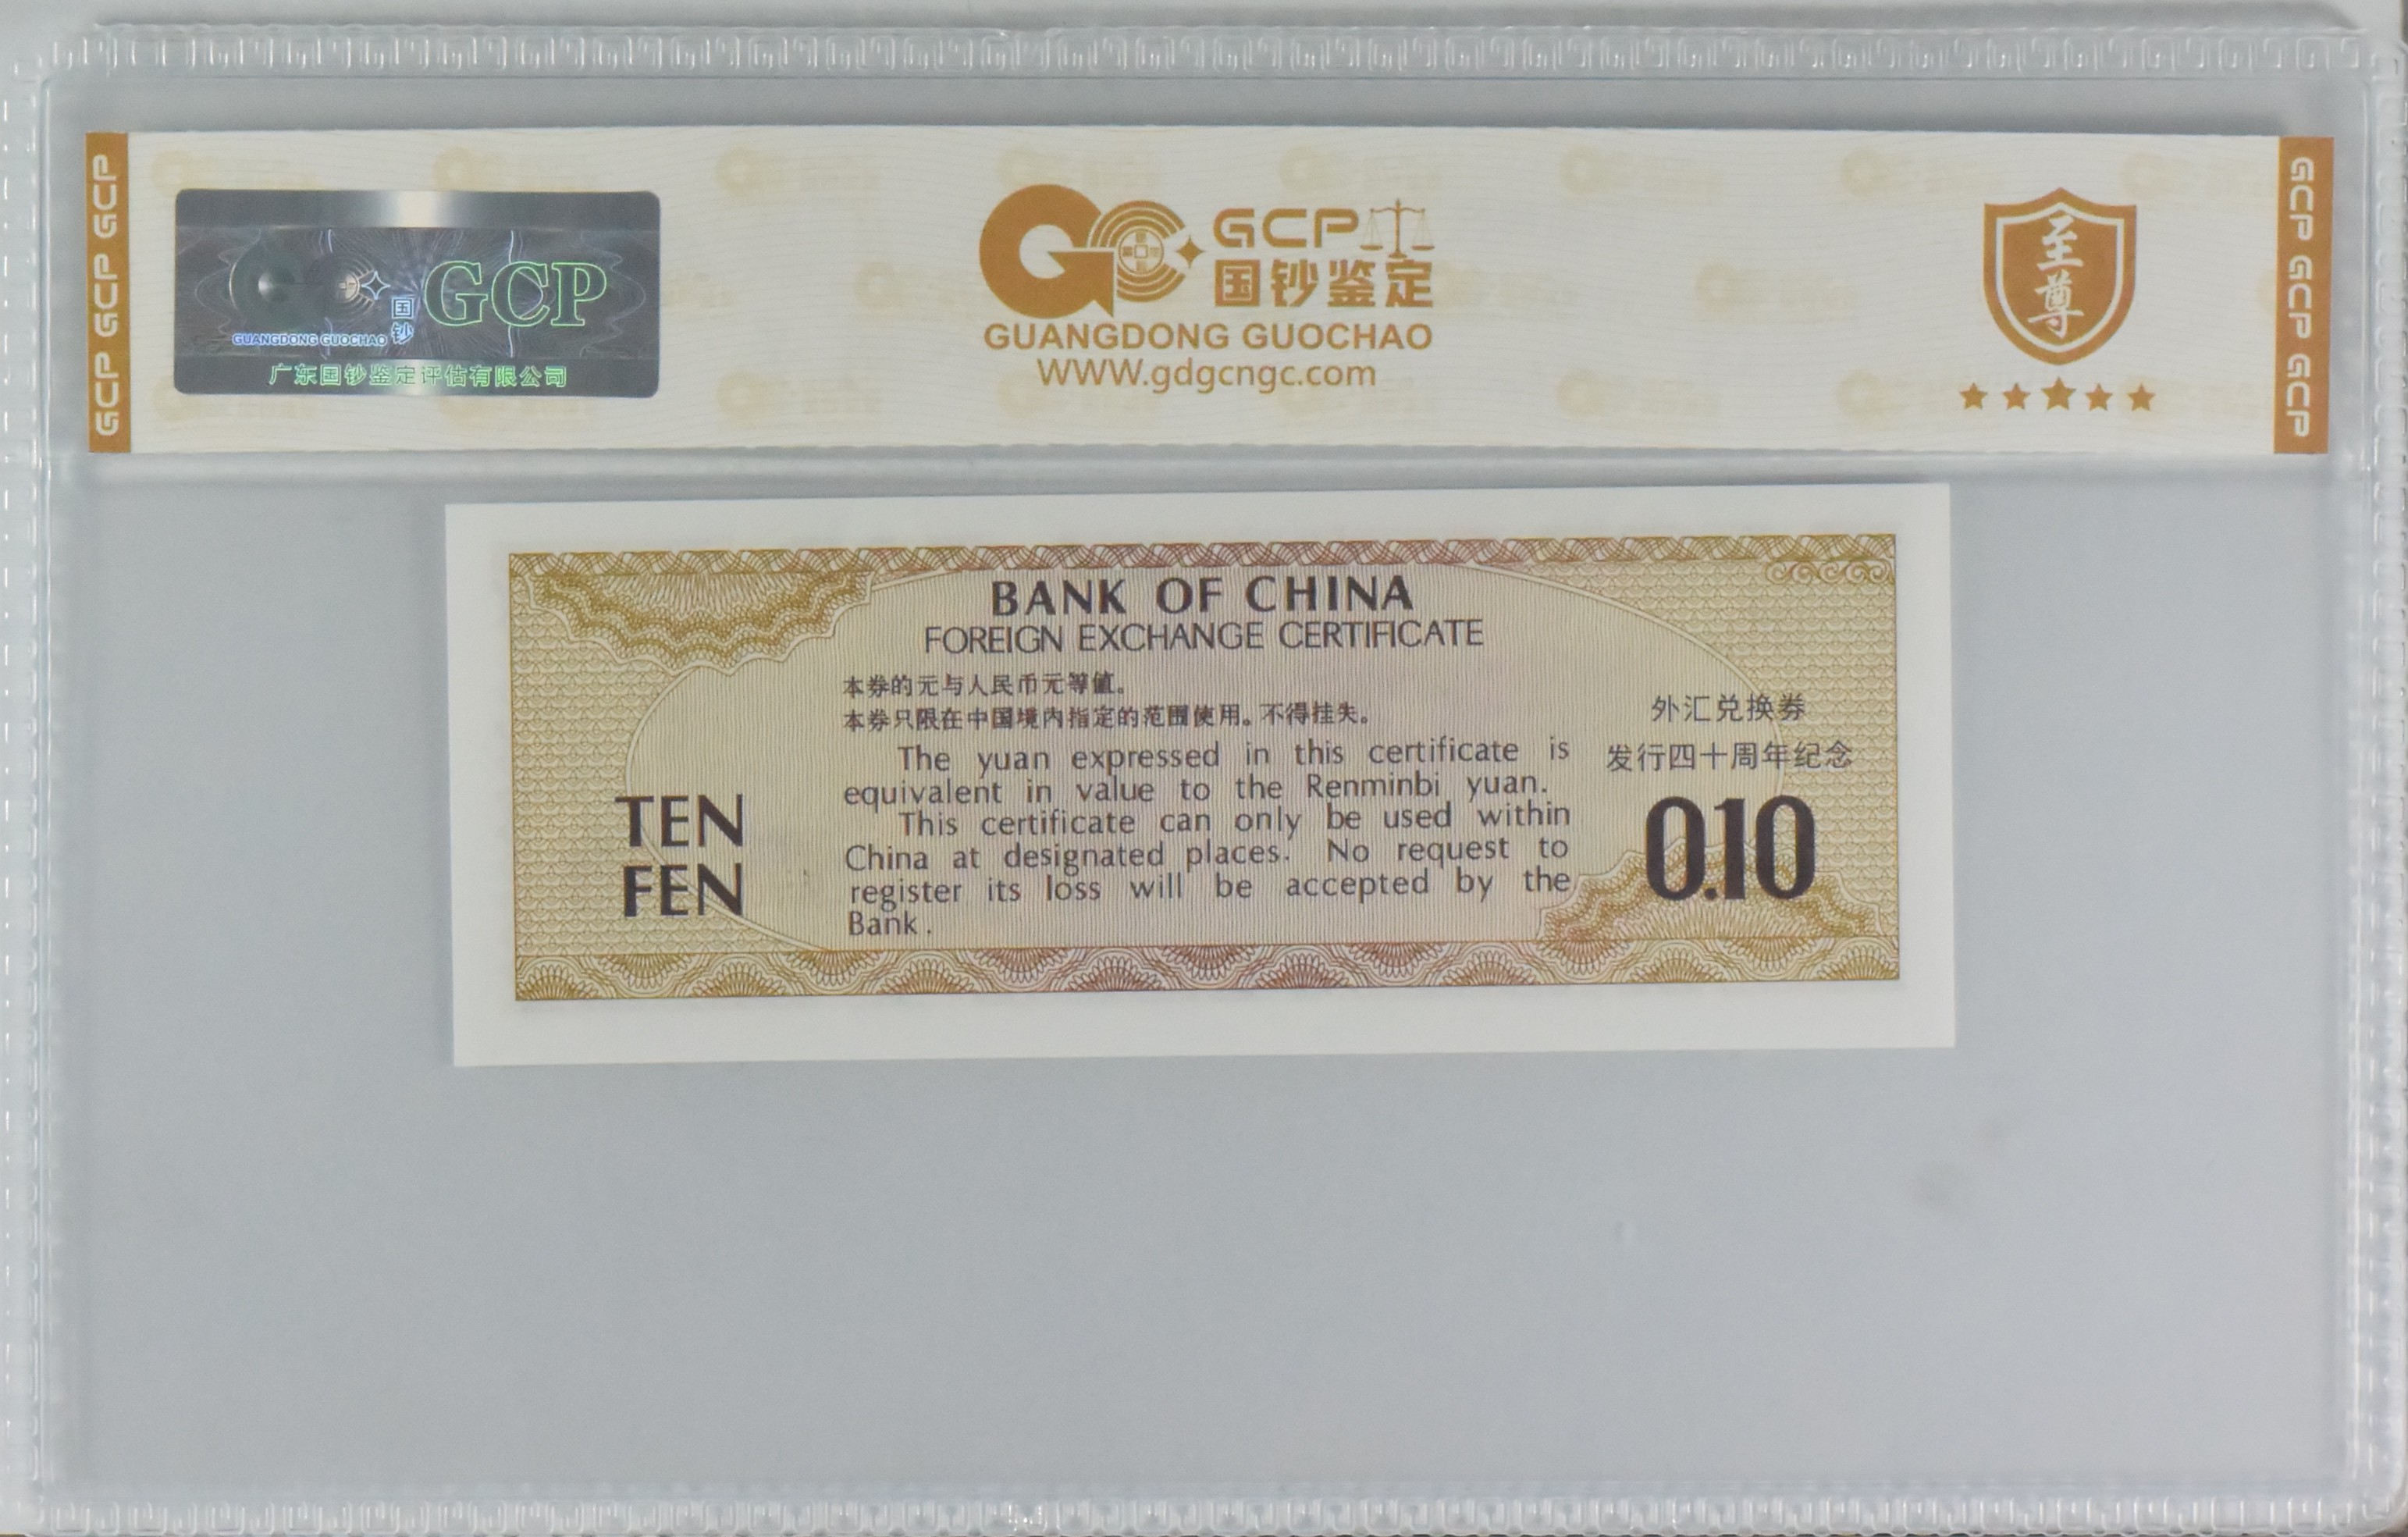 GCP GCP GCP
GCP
国钞
GUANGDONG GUOCHAO
广东国钞鉴定评估有限公司
GCP
国钞鉴定
GUANGDONG GUOCHAO
WWW.gdgcngc.com
至尊
GCP GCP GCP
BANK OF CHINA
FOREIGN EXCHANGE CERTIFICATE
本券的元与人民币元等值。
本券只限在中国境内指定的范围使用。不得挂失。
The yuan expressed in this certificate is
equivalent in value to the Renminbi yuan.
This certificate can only be used within
China at designated places. No request to
register its loss will be accepted by the
Bank.
TEN
FEN
外汇兑换券
发行四十周年纪念
0.10